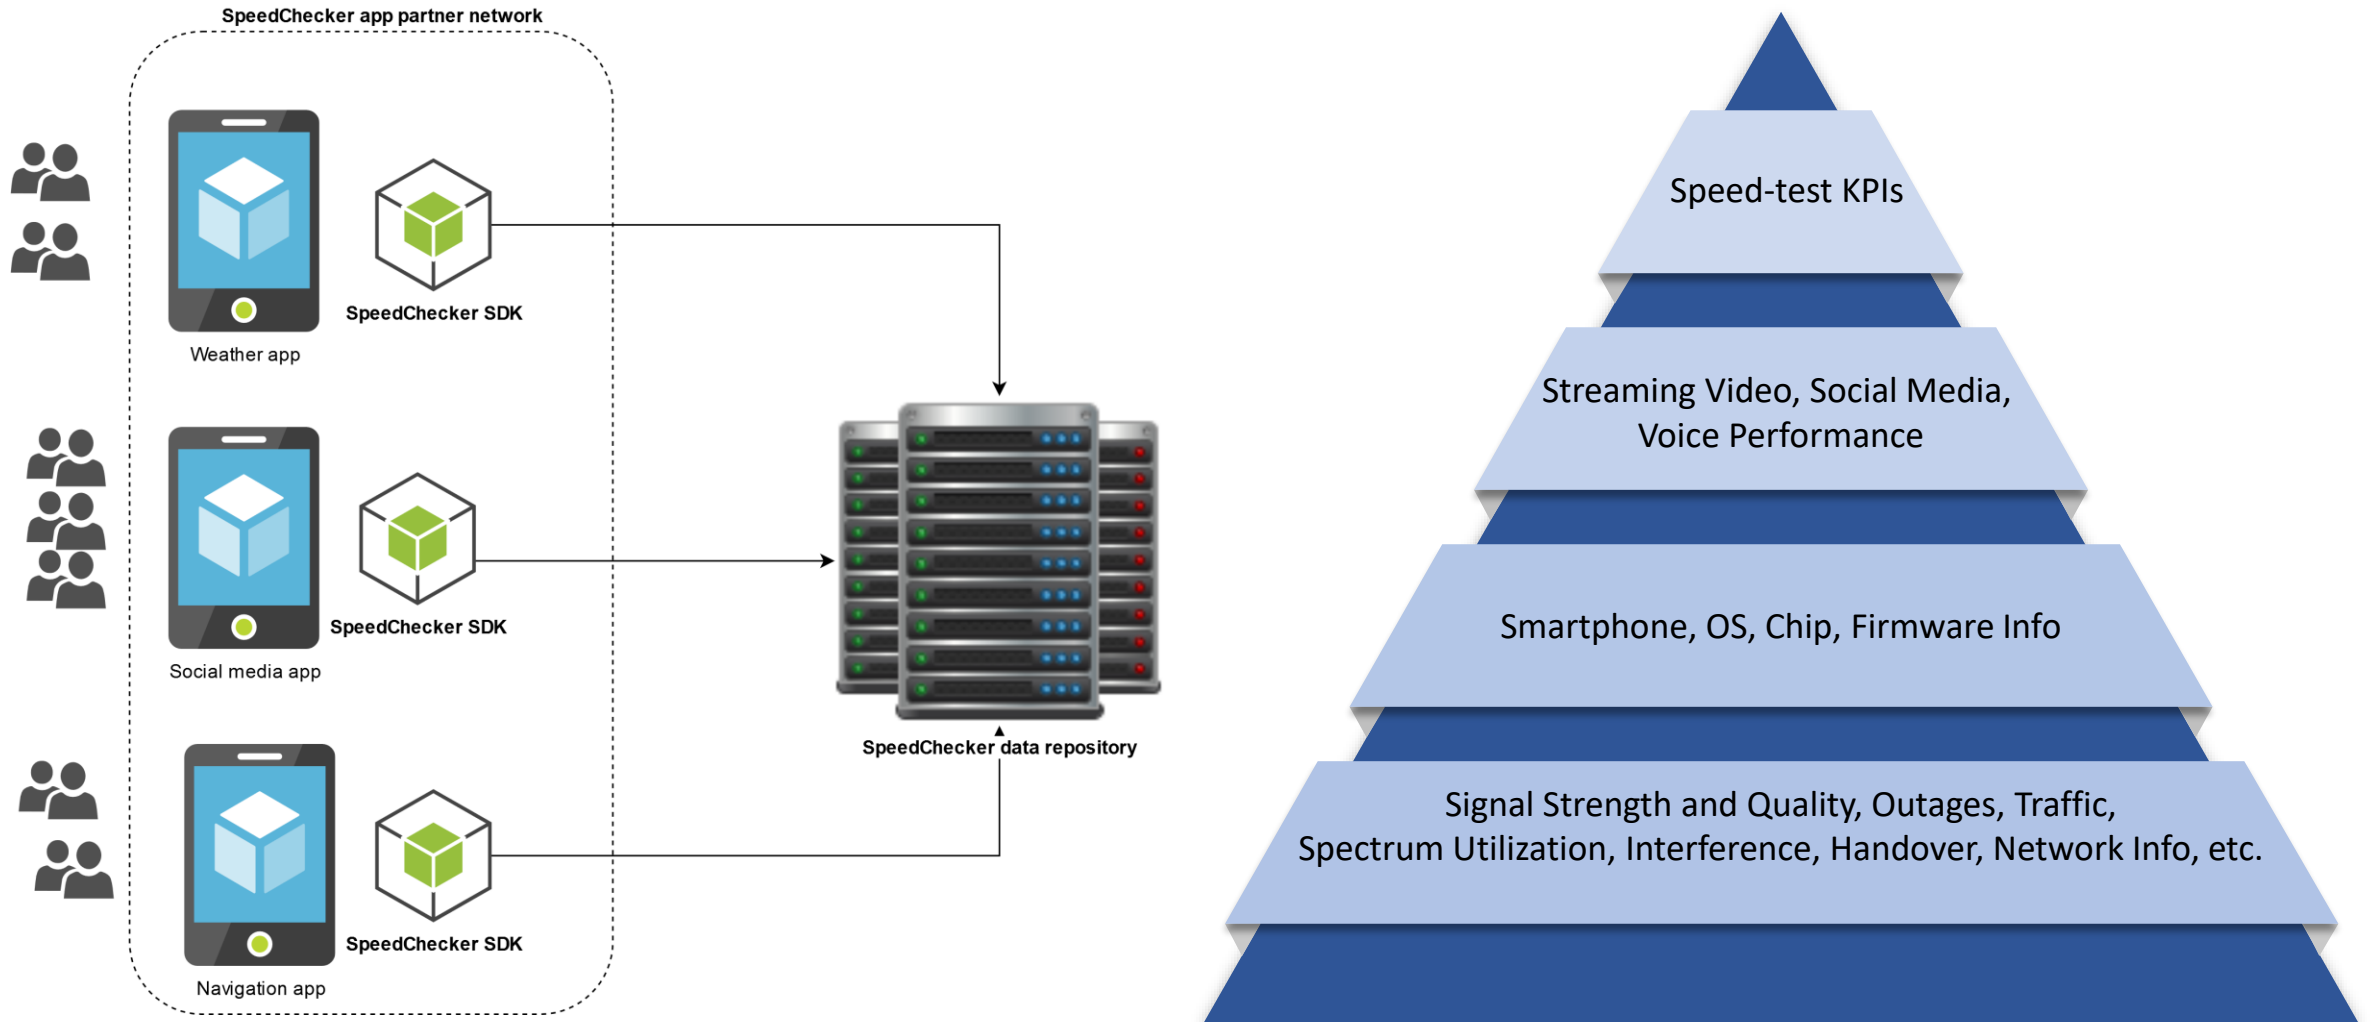 SpeedChecker app partner network
SpeedChecker SDK
Weather app
SpeedChecker SDK
Social media app
SpeedChecker SDK
Navigation app
SpeedChecker data repository
Speed-test KPIs
Streaming Video, Social Media,
Voice Performance
Smartphone, OS, Chip, Firmware Info
Signal Strength and Quality, Outages, Traffic,
Spectrum Utilization, Interference, Handover, Network Info, etc.